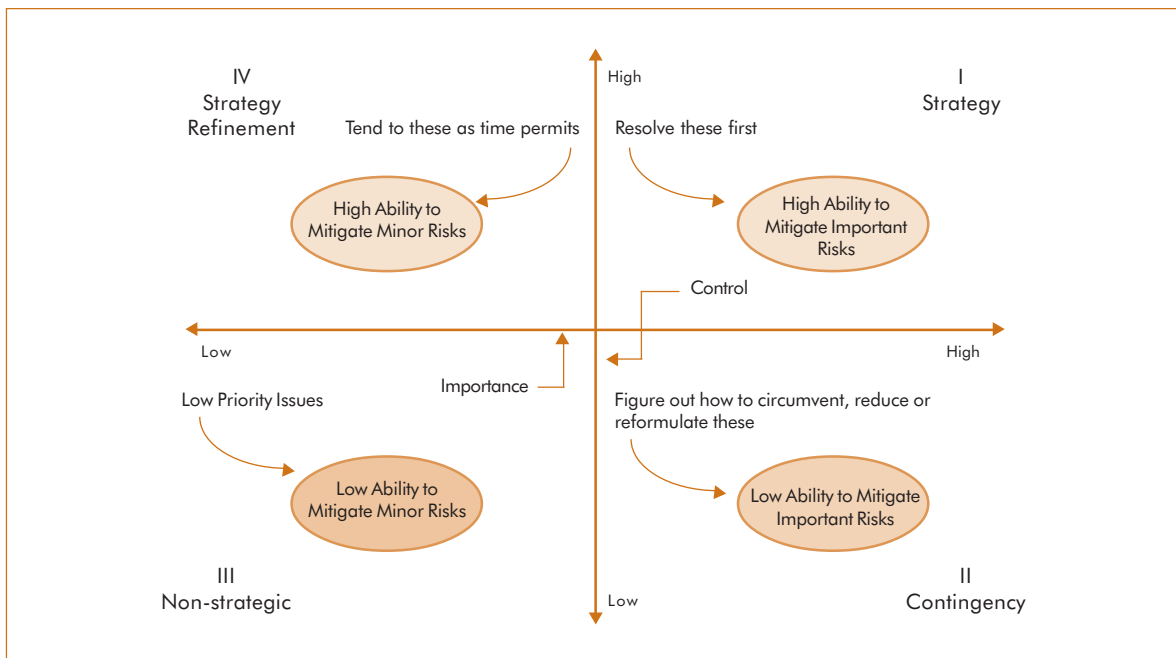 IV
Strategy
Refinement
High
I
Strategy
Tend to these as time permits
Resolve these first
High Ability to
Mitigate Minor Risks
High Ability to
Mitigate Important
Risks
Control
Low
High
Importance
Low Priority Issues
Figure out how to circumvent, reduce or
reformulate these
Low Ability to
Mitigate Minor Risks
Low Ability to Mitigate
Important Risks
III
Non-strategic
Low
II
Contingency